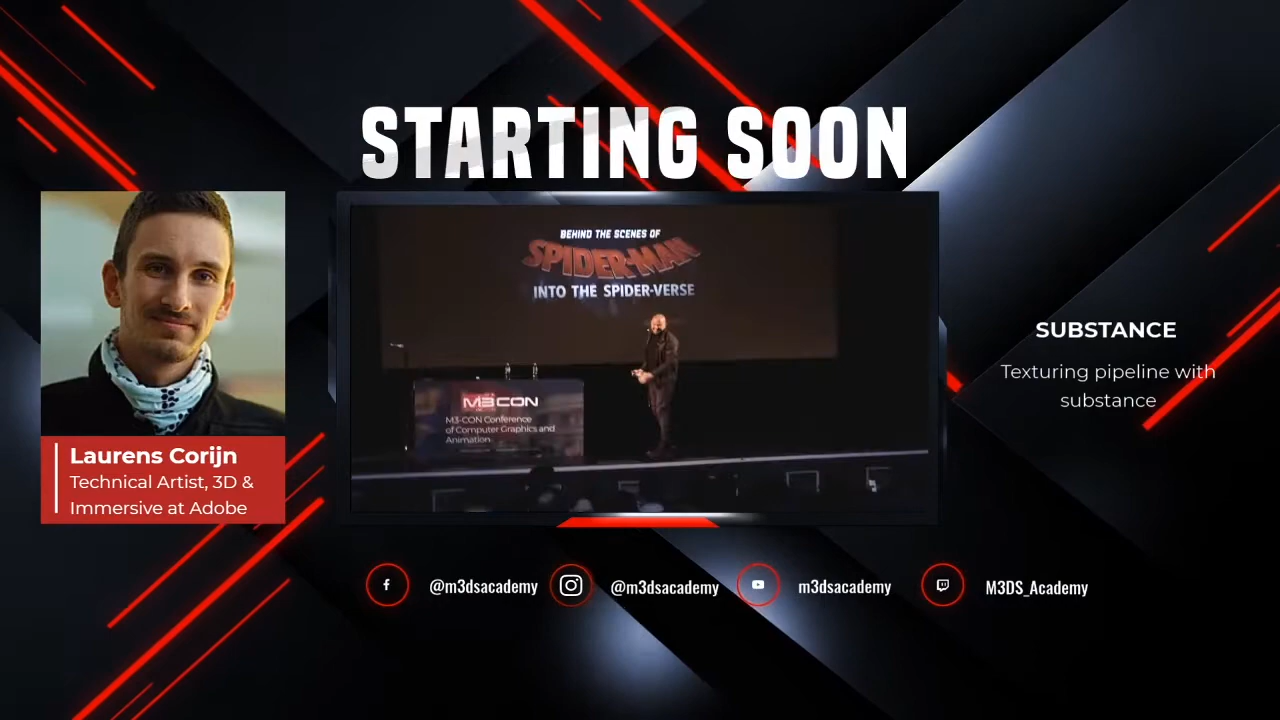 STARTING SOON
BEHIND THE SCENES OF
SPIDER-MAN
INTO THE SPIDER-VERSE
M3CON
M3-CON Conference
of Computer Graphics and
Animation
Laurens Corijn
Technical Artist, 3D &
Immersive at Adobe
SUBSTANCE
Texturing pipeline with
substance
@m3dsacademy
@m3dsacademy
m3dsacademy
M3DS_Academy